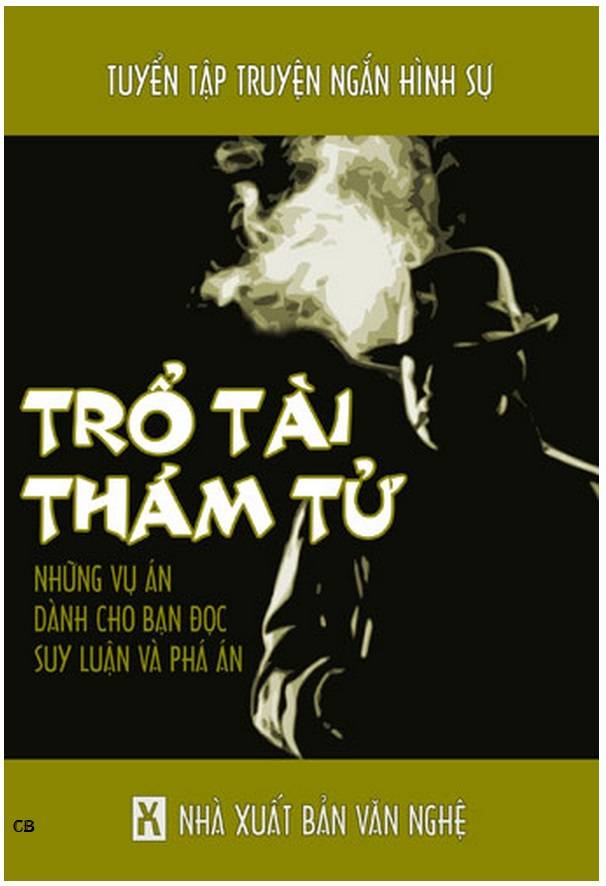 TUYỂN TẬP TRUYỆN NGẮN HÌNH SỰ
TRỔ TÀI
THÁM TỬ
NHỮNG VỤ ÁN
DÀNH CHO BẠN ĐỌC
SUY LUẬN VÀ PHÁ ÁN
CB
NHÀ XUẤT BẢN VĂN NGHỆ